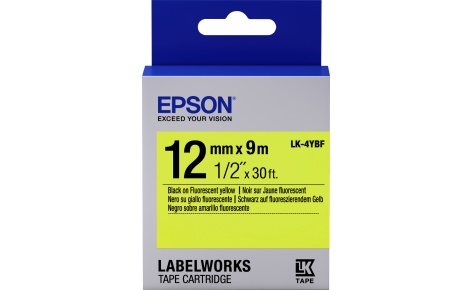 EPSON®
EXCEED YOUR VISION
12 mm x 9 m LK-4YBF
1/2″ x 30 ft.
Black on Fluorescent yellow | Noir sur Jaune fluorescent
Nero su giallo fluorescente | Schwarz auf fluoreszierendem Gelb
Negro sobre amarillo fluorescente
LABELWORKS
TAPE CARTRIDGE
LK
TAPE